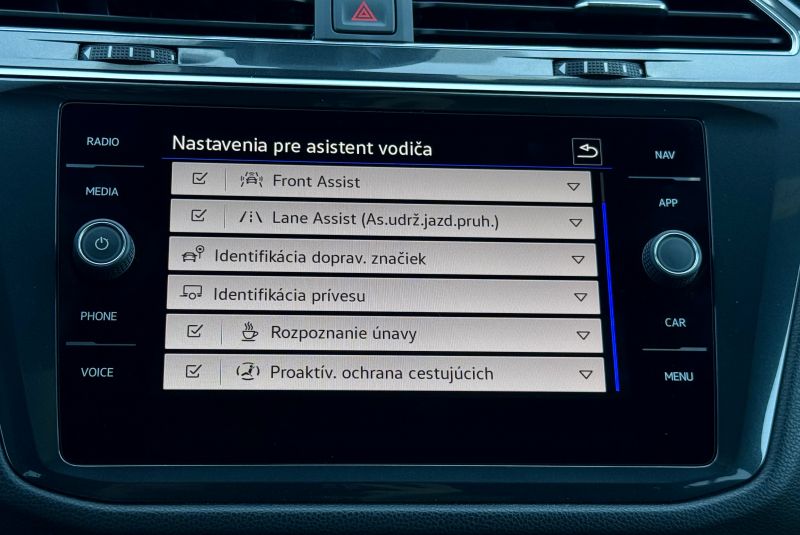 Nastavenia pre asistent vodiča
RADIO
MEDIA
PHONE
VOICE
Front Assist
Lane Assist (As.udrž.jazd.pruh.)
Identifikácia doprav. značiek
Identifikácia prívesu
Rozpoznanie únavy
Proaktív. ochrana cestujúcich
NAV
APP
CAR
MENU